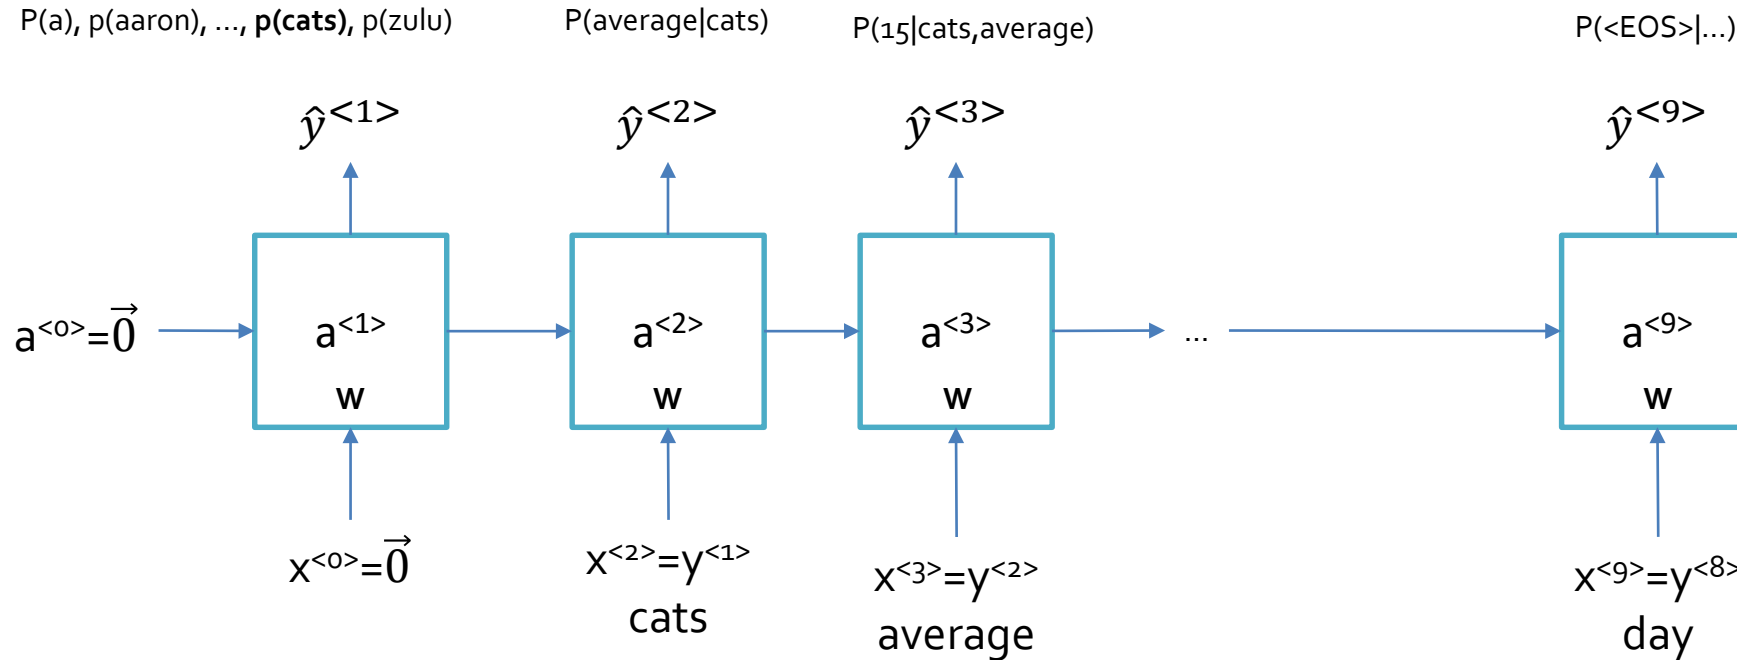 P(a), p(aaron), ..., p(cats), p(zulu) P(average|cats) P(15|cats,average) P(<EOS>|...)
ŷ<1> ŷ<2> ŷ<3> ŷ<9>
a<0>=0⃗ a<1> a<2> a<3> ... a<9>
w w w w
x<0>=0⃗ x<2>=y<1> x<3>=y<2> x<9>=y<8>
cats average day